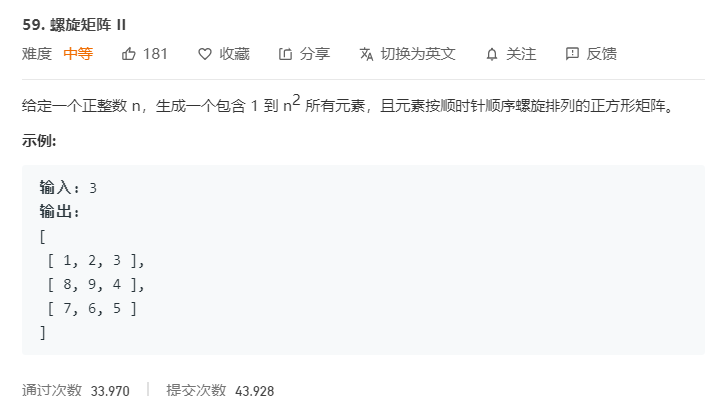 59. 螺旋矩阵 II
难度 中等 181 收藏 分享 切换为英文 关注 反馈
给定一个正整数 n，生成一个包含 1 到 n² 所有元素，且元素按顺时针顺序螺旋排列的正方形矩阵。
示例:
输入: 3
输出:
[
[ 1, 2, 3 ],
[ 8, 9, 4 ],
[ 7, 6, 5 ]
]
通过次数 33,970 提交次数 43,928